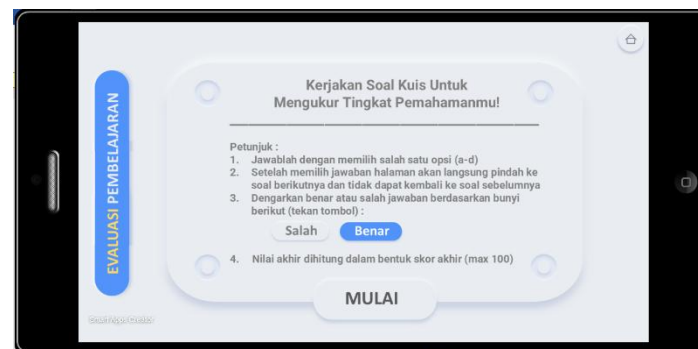 EVALUASI PEMBELAJARAN
Kerjakan Soal Kuis Untuk
Mengukur Tingkat Pemahamanmu!
Petunjuk :
1. Jawablah dengan memilih salah satu opsi (a-d)
2. Setelah memilih jawaban halaman akan langsung pindah ke
soal berikutnya dan tidak dapat kembali ke soal sebelumnya
3. Dengarkan benar atau salah jawaban berdasarkan bunyi
berikut (tekan tombol) :
Salah Benar
4. Nilai akhir dihitung dalam bentuk skor akhir (max 100)
MULAI